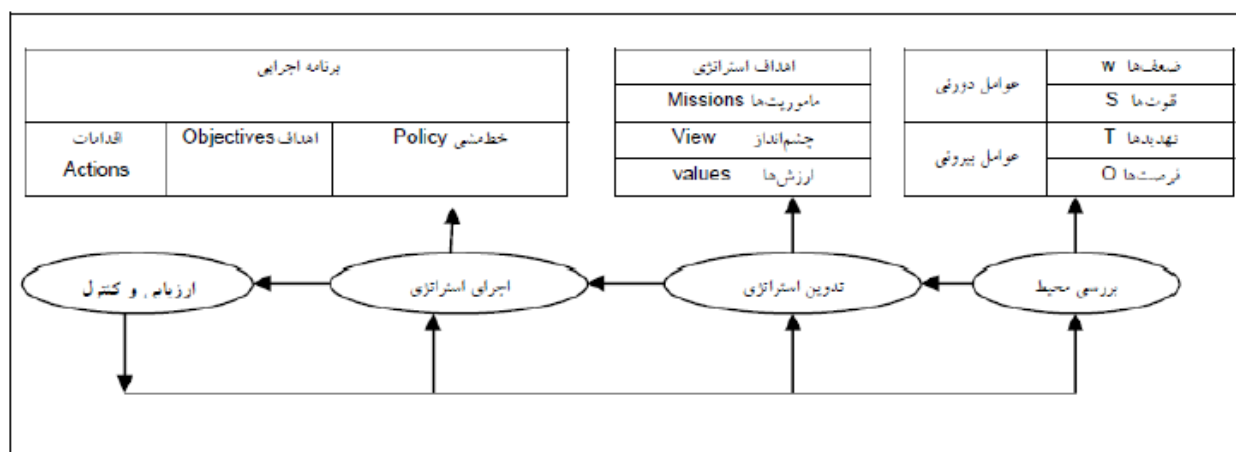 ضعف‌ها W
عوامل دورنی
قوت‌ها S
تهدیدها T
عوامل بیرونی
فرصت‌ها O
اهداف استراتژی
ماموریت‌ها Missions
چشم‌انداز View
ارزش‌ها values
برنامه اجرایی
خط‌مشی Policy
اهداف Objectives
اقدامات
Actions
بررسی محیط
تدوین استراتژی
اجرای استراتژی
ارزیابی و کنترل